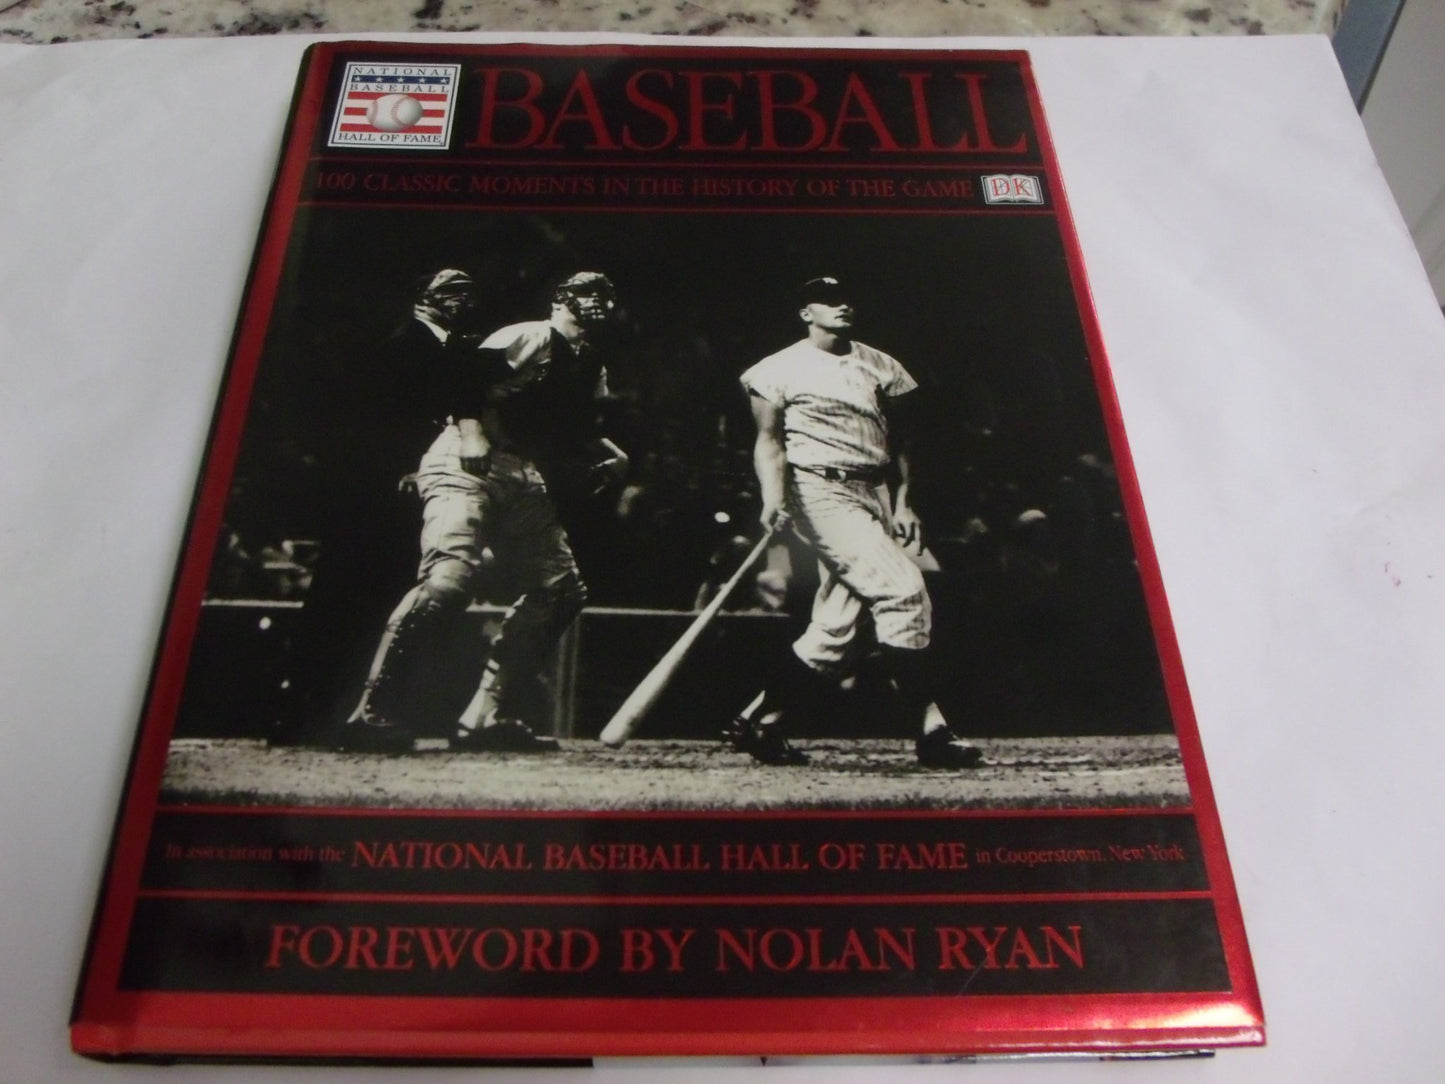 NATIONAL
BASEBALL
HALL OF FAME
BASEBALL
100 CLASSIC MOMENTS IN THE HISTORY OF THE GAME
DK
In association with the NATIONAL BASEBALL HALL OF FAME in Cooperstown, New York
FOREWORD BY NOLAN RYAN